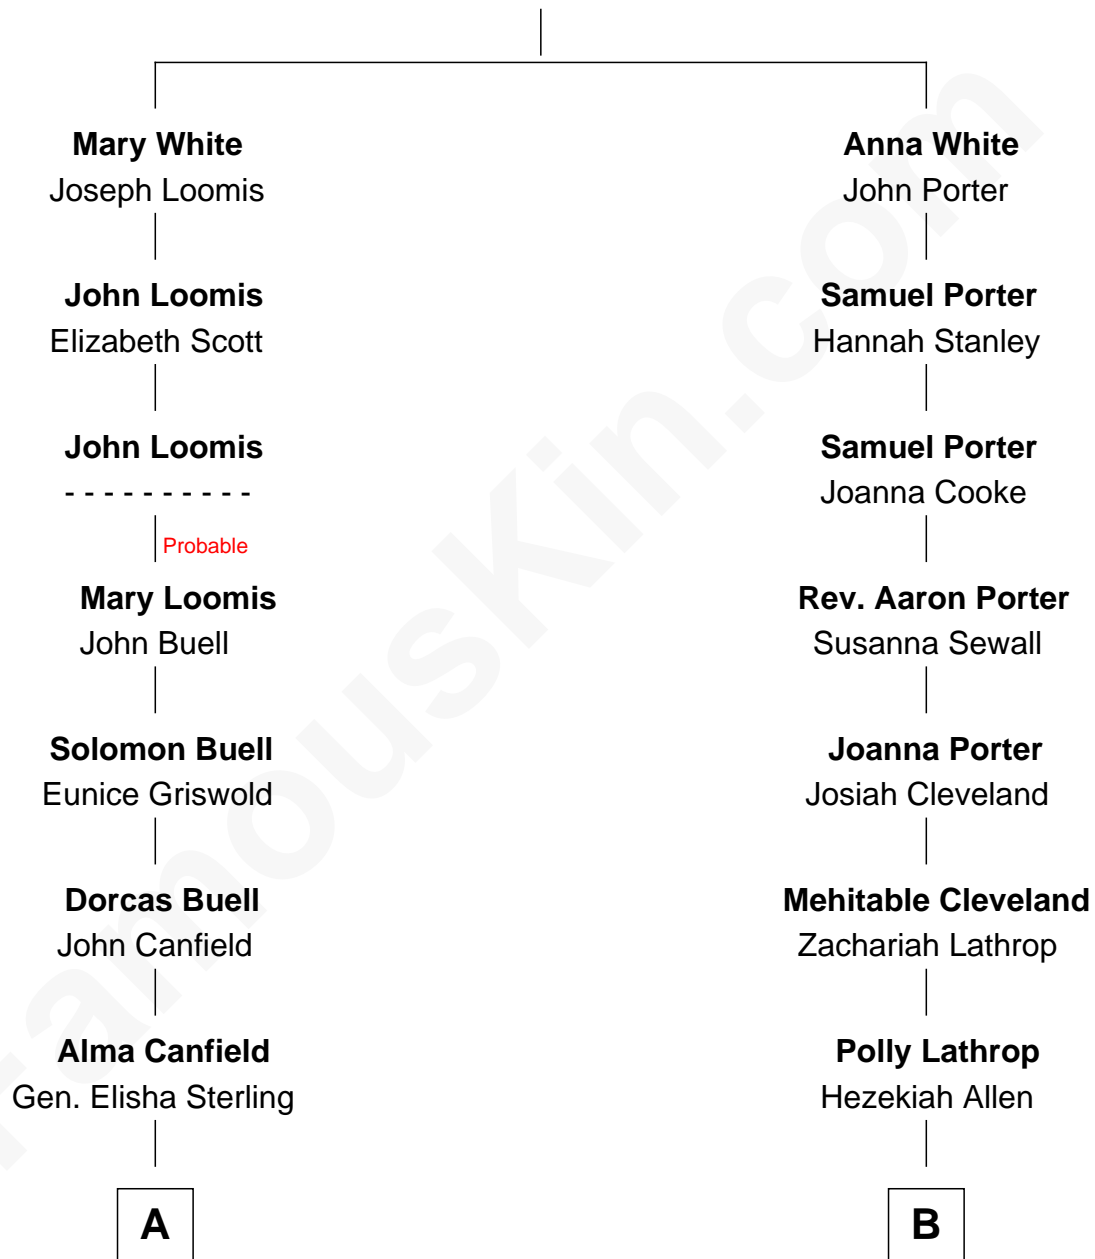 Mary White
Joseph Loomis
John Loomis
Elizabeth Scott
John Loomis
- - - - - - - - - -
Probable
Mary Loomis
John Buell
Solomon Buell
Eunice Griswold
Dorcas Buell
John Canfield
Alma Canfield
Gen. Elisha Sterling
A
Anna White
John Porter
Samuel Porter
Hannah Stanley
Samuel Porter
Joanna Cooke
Rev. Aaron Porter
Susanna Sewall
Joanna Porter
Josiah Cleveland
Mehitable Cleveland
Zachariah Lathrop
Polly Lathrop
Hezekiah Allen
B
FamousKin.com